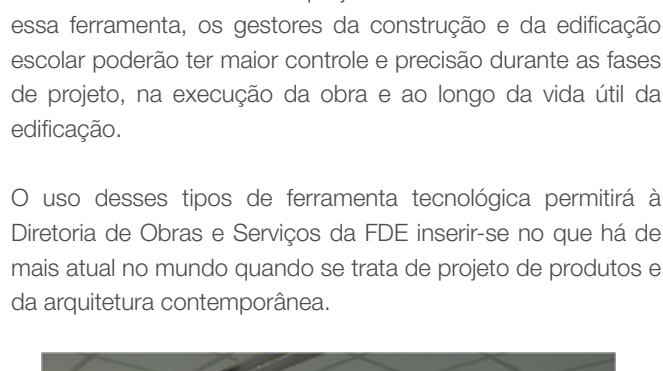 essa ferramenta, os gestores da construção e da edificação
escolar poderão ter maior controle e precisão durante as fases
de projeto, na execução da obra e ao longo da vida útil da
edificação.
O uso desses tipos de ferramenta tecnológica permitirá à
Diretoria de Obras e Serviços da FDE inserir-se no que há de
mais atual no mundo quando se trata de projeto de produtos e
da arquitetura contemporânea.